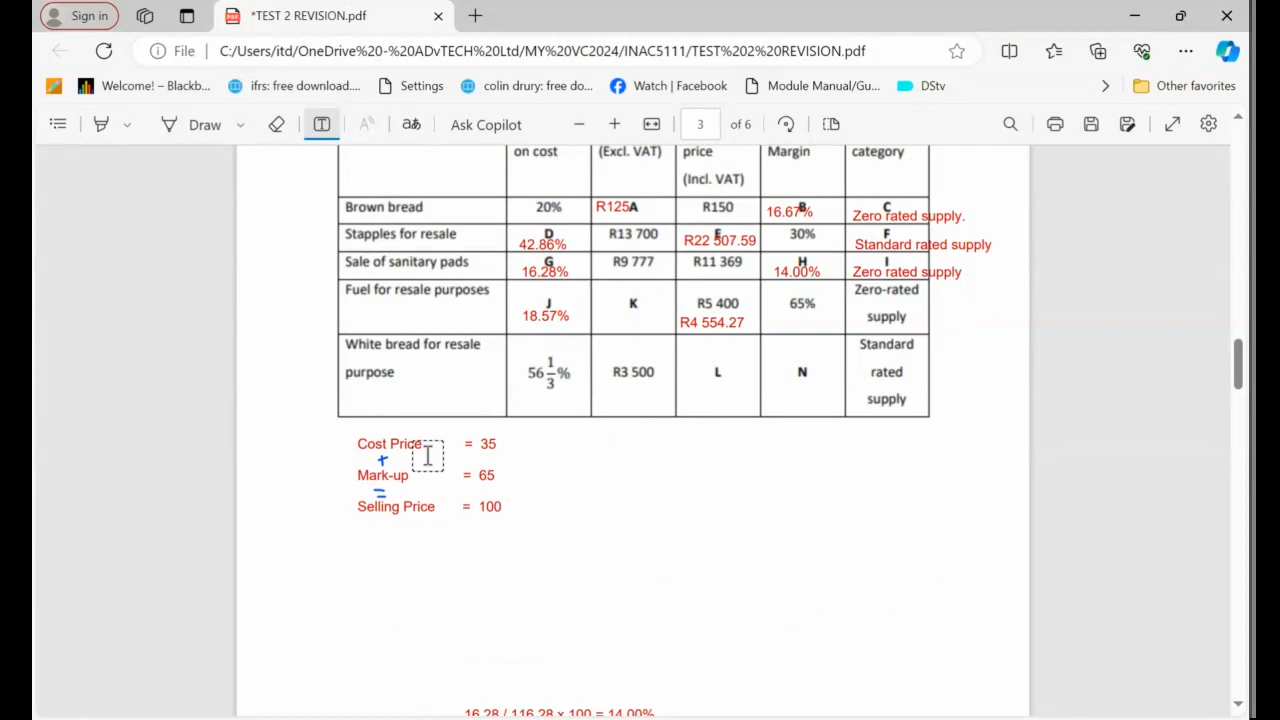 Sign in
*TEST 2 REVISION.pdf
File
C:/Users/itd/OneDrive%20-%20ADvTECH%20Ltd/MY%20VC2024/INAC5111/TEST%202%20REVISION.pdf
Welcome! – Blackb...
ifrs: free download....
Settings
colin drury: free do...
Watch | Facebook
Module Manual/Gu...
DStv
Other favorites
Draw
Ask Copilot
3 of 6
on cost (Excl. VAT) price Margin category
(Incl. VAT)
Brown bread 20% R125 A R150 B 16.67% C Zero rated supply.
Stapples for resale D 42.86% R13 700 E R22 507.59 30% F Standard rated supply
Sale of sanitary pads G 16.28% R9 777 R11 369 H 14.00% I Zero rated supply
Fuel for resale purposes J 18.57% K R5 400 R4 554.27 65% Zero-rated supply
White bread for resale purpose 56 1/3% R3 500 L N Standard rated supply
Cost Price = 35
+
Mark-up = 65
=
Selling Price = 100
16.28 / 116.28 x 100 = 14.00%